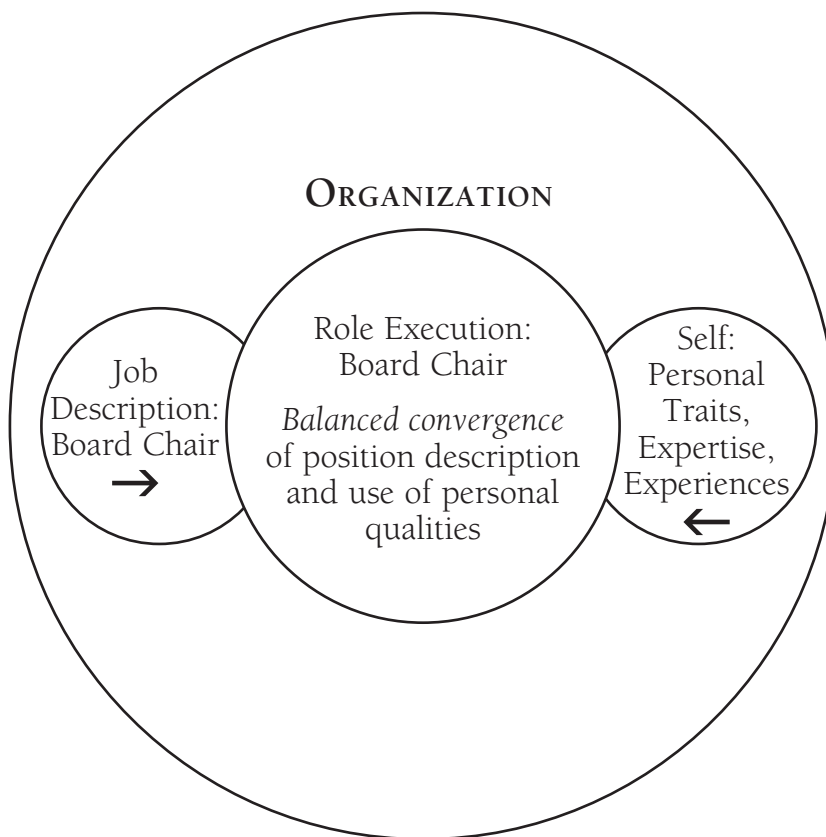 ORGANIZATION
Job
Description:
Board Chair
→
Role Execution:
Board Chair
Balanced convergence
of position description
and use of personal
qualities
Self:
Personal
Traits,
Expertise,
Experiences
←